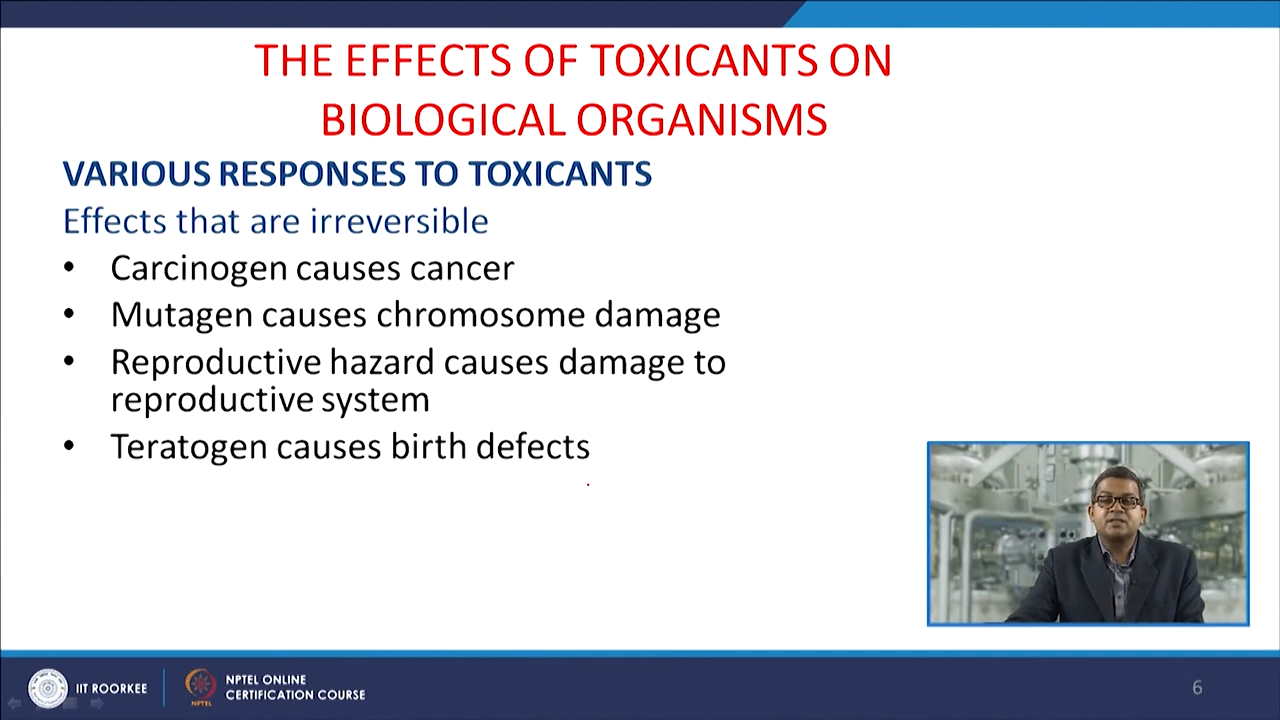 THE EFFECTS OF TOXICANTS ON
BIOLOGICAL ORGANISMS
VARIOUS RESPONSES TO TOXICANTS
Effects that are irreversible
• Carcinogen causes cancer
• Mutagen causes chromosome damage
• Reproductive hazard causes damage to
reproductive system
• Teratogen causes birth defects
IIT ROORKEE
NPTEL
NPTEL ONLINE
CERTIFICATION COURSE
6